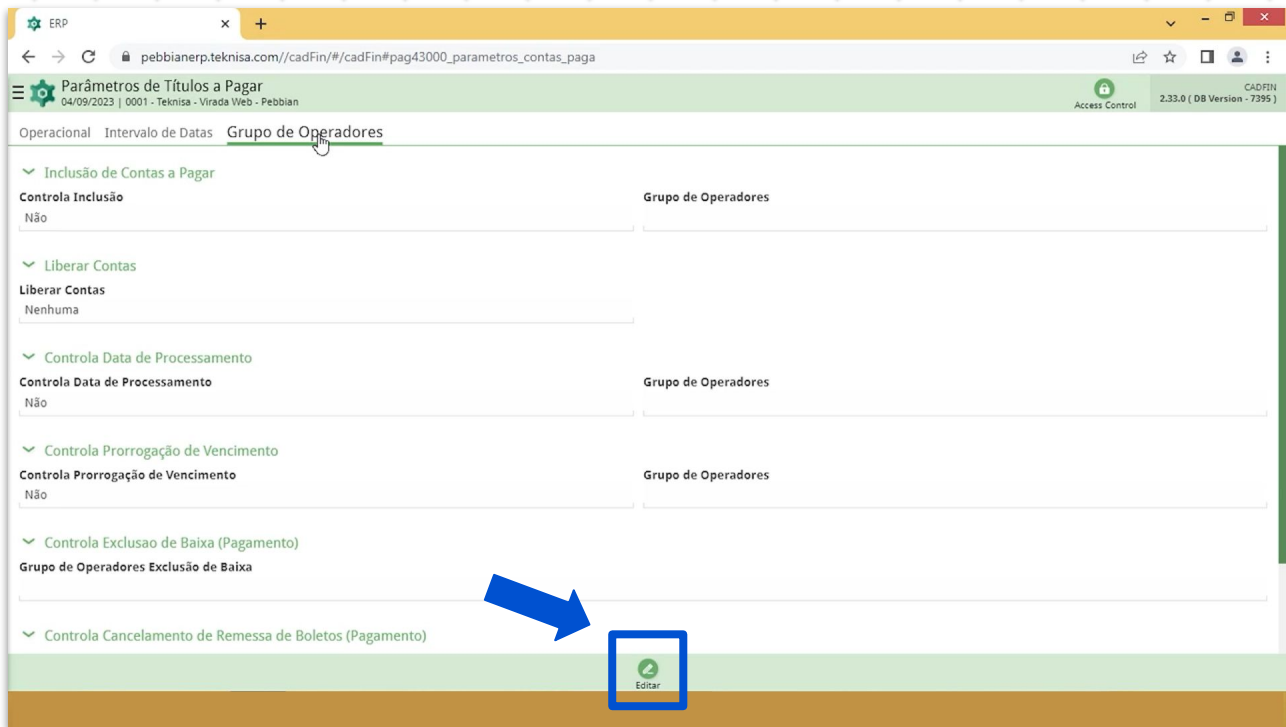 ERP
pebbianerp.teknisa.com//cadFin/#/cadFin#pag43000_parametros_contas_paga
Parâmetros de Títulos a Pagar
04/09/2023 | 0001 - Teknisa - Virada Web - Pebbian
Access Control
CADFIN
2.33.0 ( DB Version - 7395 )
Operacional Intervalo de Datas Grupo de Operadores
Inclusão de Contas a Pagar
Controla Inclusão Grupo de Operadores
Não
Liberar Contas
Liberar Contas
Nenhuma
Controla Data de Processamento
Controla Data de Processamento Grupo de Operadores
Não
Controla Prorrogação de Vencimento
Controla Prorrogação de Vencimento Grupo de Operadores
Não
Controla Exclusao de Baixa (Pagamento)
Grupo de Operadores Exclusão de Baixa
Controla Cancelamento de Remessa de Boletos (Pagamento)
Editar